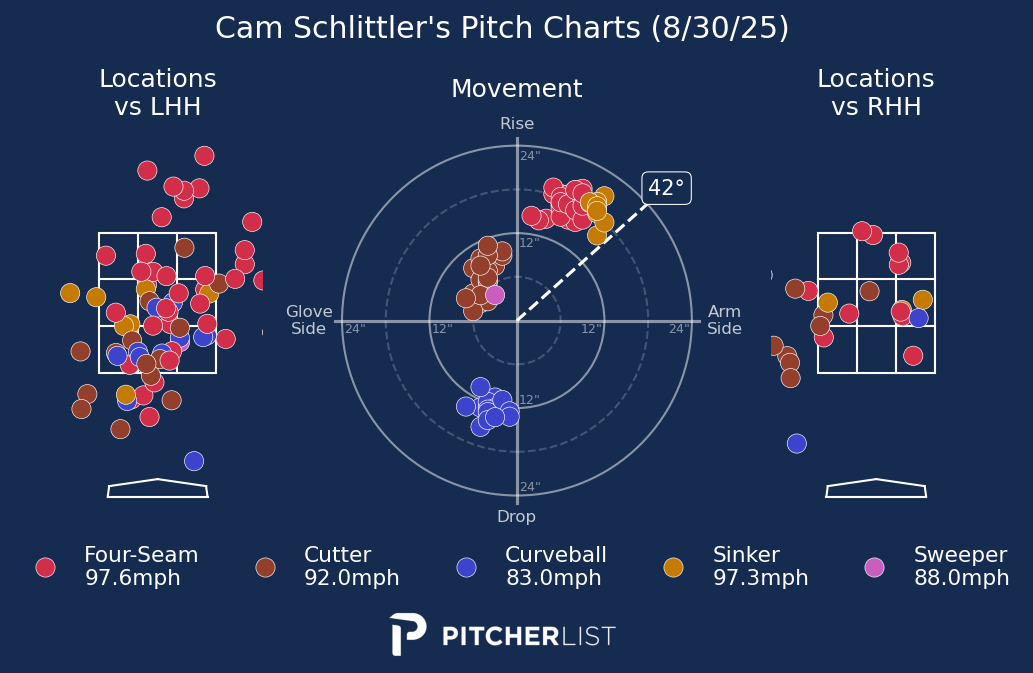 Cam Schlittler's Pitch Charts (8/30/25)
Locations
vs LHH
Movement
Locations
vs RHH
Rise
24"
42°
12"
Glove
Side
24"
12"
12"
24"
Arm
Side
12"
24"
Drop
Four-Seam
97.6mph
Cutter
92.0mph
Curveball
83.0mph
Sinker
97.3mph
Sweeper
88.0mph
PITCHERLIST